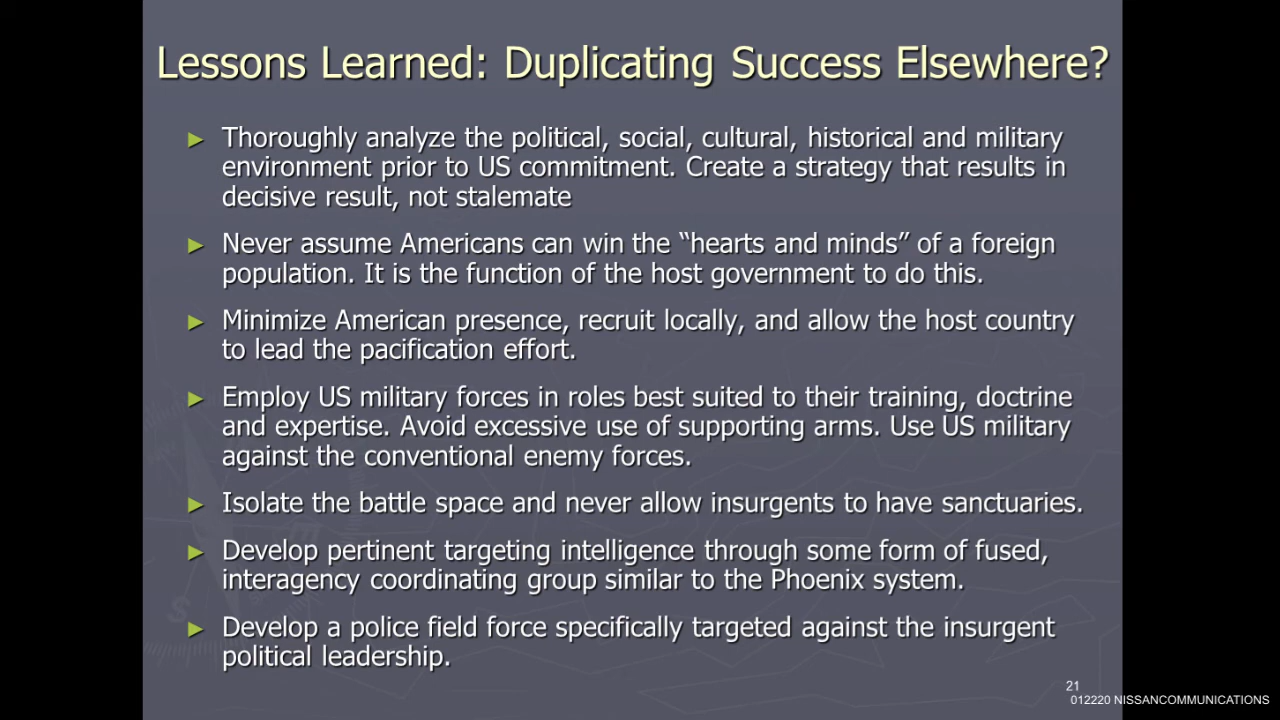 Lessons Learned: Duplicating Success Elsewhere?
► Thoroughly analyze the political, social, cultural, historical and military
environment prior to US commitment. Create a strategy that results in
decisive result, not stalemate
► Never assume Americans can win the “hearts and minds” of a foreign
population. It is the function of the host government to do this.
► Minimize American presence, recruit locally, and allow the host country
to lead the pacification effort.
► Employ US military forces in roles best suited to their training, doctrine
and expertise. Avoid excessive use of supporting arms. Use US military
against the conventional enemy forces.
► Isolate the battle space and never allow insurgents to have sanctuaries.
► Develop pertinent targeting intelligence through some form of fused,
interagency coordinating group similar to the Phoenix system.
► Develop a police field force specifically targeted against the insurgent
political leadership.
21
012220 NISSANCOMMUNICATIONS